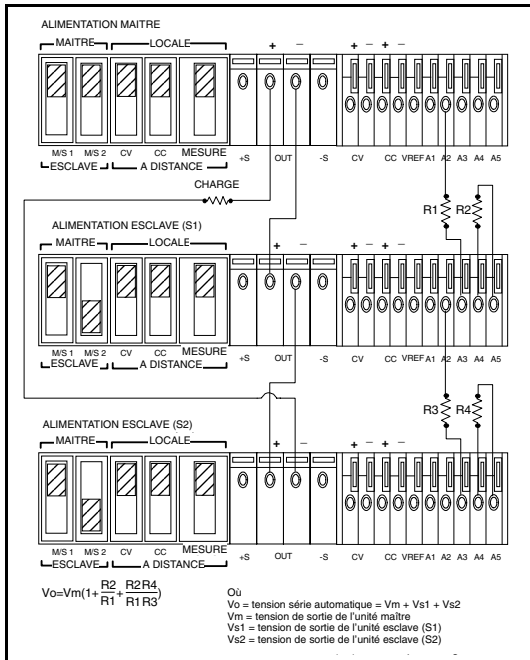 ALIMENTATION MAITRE
MAITRE LOCALE + − + − + −
M/S 1 M/S 2 CV CC MESURE +S OUT -S CV CC VREF A1 A2 A3 A4 A5
ESCLAVE A DISTANCE
CHARGE R1 R2
ALIMENTATION ESCLAVE (S1)
MAITRE LOCALE + − + − + −
M/S 1 M/S 2 CV CC MESURE +S OUT -S CV CC VREF A1 A2 A3 A4 A5
ESCLAVE A DISTANCE
R3 R4
ALIMENTATION ESCLAVE (S2)
MAITRE LOCALE + − + − + −
M/S 1 M/S 2 CV CC MESURE +S OUT -S CV CC VREF A1 A2 A3 A4 A5
ESCLAVE A DISTANCE
Vo=Vm(1+R2/R1+R2R4/R1R3)
Où
Vo = tension série automatique = Vm + Vs1 + Vs2
Vm = tension de sortie de l'unité maître
Vs1 = tension de sortie de l'unité esclave (S1)
Vs2 = tension de sortie de l'unité esclave (S2)